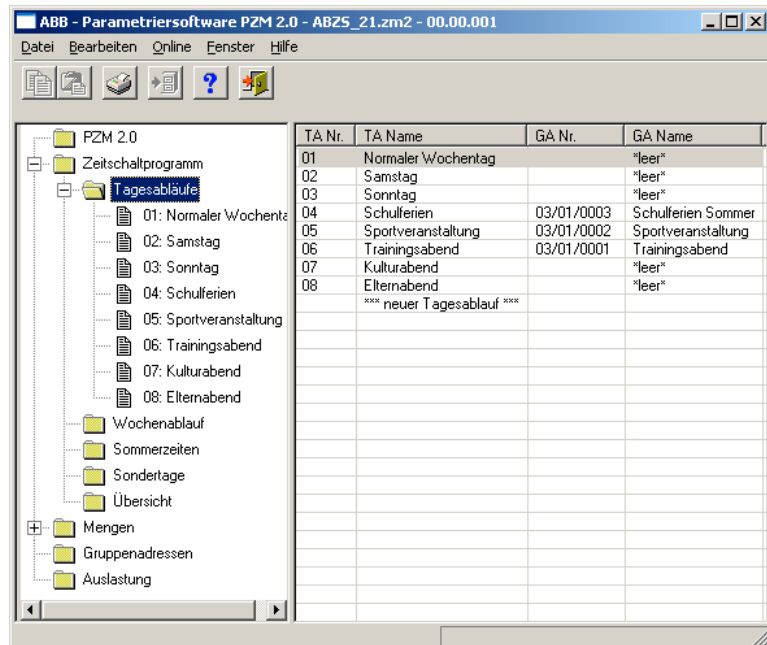 ABB - Parametriersoftware PZM 2.0 - ABZS_21.zm2 - 00.00.001
Datei Bearbeiten Online Fenster Hilfe
PZM 2.0
Zeitschaltprogramm
Tagesabläufe
01: Normaler Wochenta
02: Samstag
03: Sonntag
04: Schulferien
05: Sportveranstaltung
06: Trainingsabend
07: Kulturabend
08: Elternabend
Wochenablauf
Sommerzeiten
Sondertage
Übersicht
Mengen
Gruppenadressen
Auslastung
TA Nr. TA Name GA Nr. GA Name
01 Normaler Wochentag *leer*
02 Samstag *leer*
03 Sonntag *leer*
04 Schulferien 03/01/0003 Schulferien Sommer
05 Sportveranstaltung 03/01/0002 Sportveranstaltung
06 Trainingsabend 03/01/0001 Trainingsabend
07 Kulturabend *leer*
08 Elternabend *leer*
*** neuer Tagesablauf ***